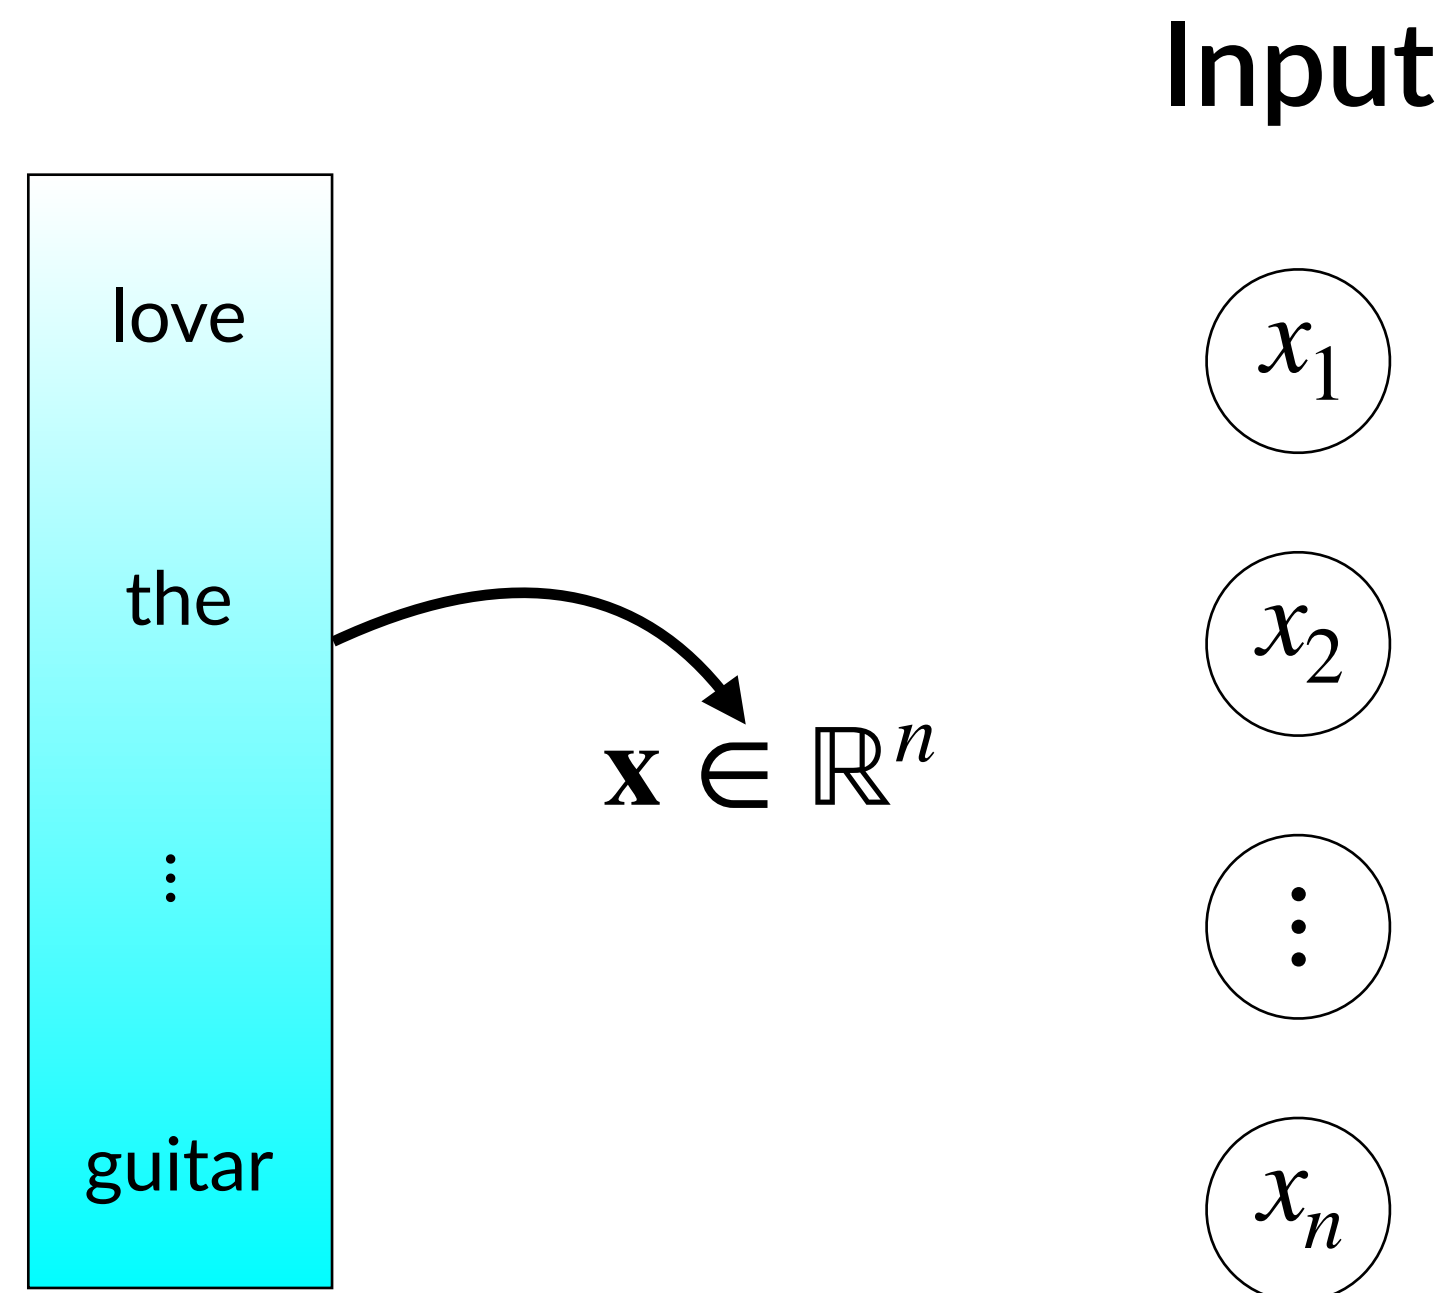 Input
love
the
⋮
guitar
𝐱 ∈ ℝⁿ
x₁
x₂
⋮
xₙ